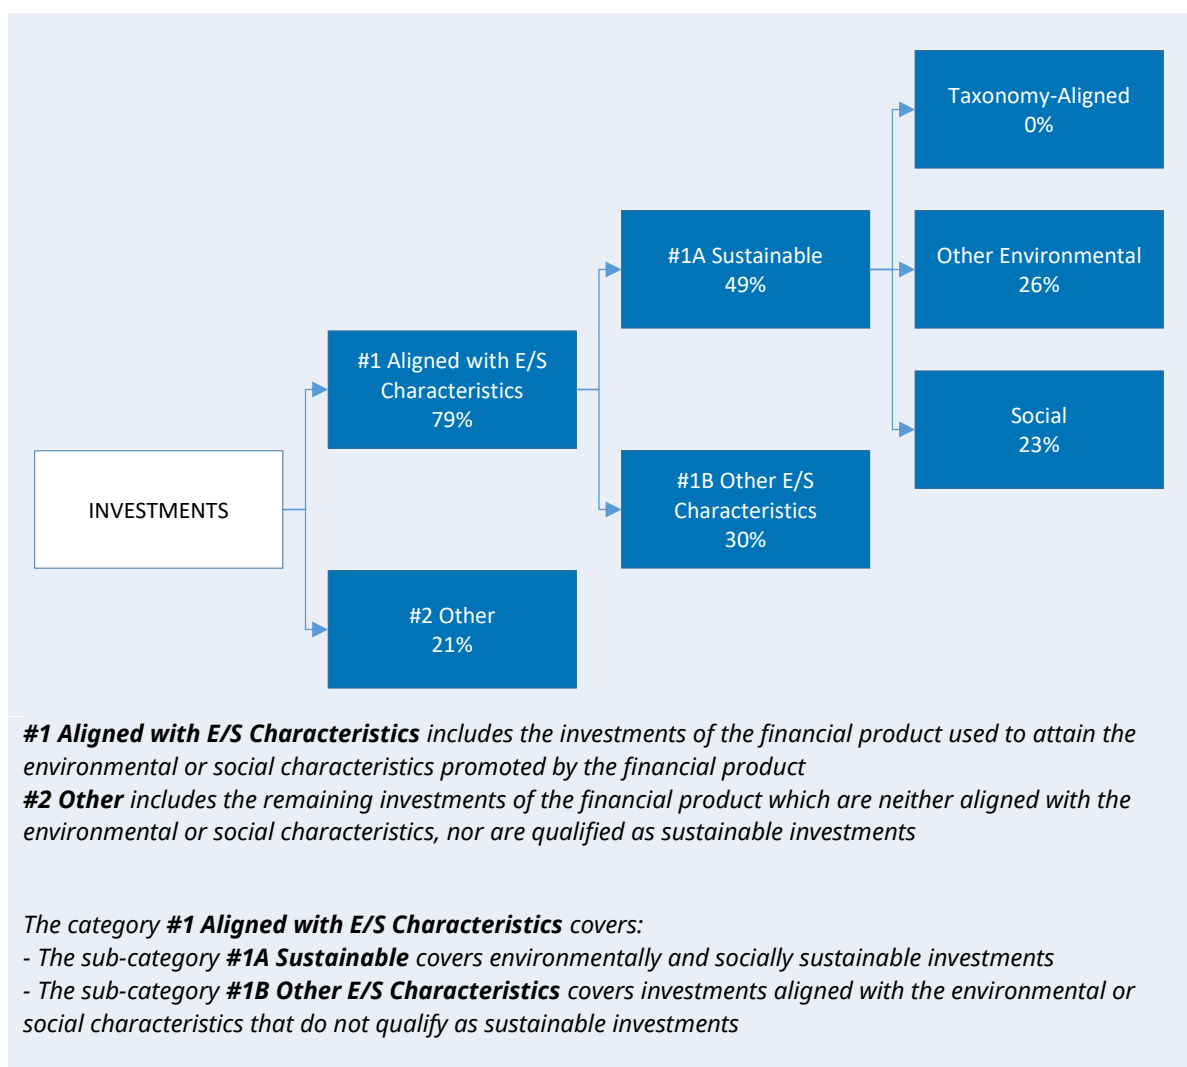 Taxonomy-Aligned
0%
#1A Sustainable
49%
Other Environmental
26%
#1 Aligned with E/S
Characteristics
79%
Social
23%
INVESTMENTS
#1B Other E/S
Characteristics
30%
#2 Other
21%
#1 Aligned with E/S Characteristics includes the investments of the financial product used to attain the
environmental or social characteristics promoted by the financial product
#2 Other includes the remaining investments of the financial product which are neither aligned with the
environmental or social characteristics, nor are qualified as sustainable investments
The category #1 Aligned with E/S Characteristics covers:
- The sub-category #1A Sustainable covers environmentally and socially sustainable investments
- The sub-category #1B Other E/S Characteristics covers investments aligned with the environmental or
social characteristics that do not qualify as sustainable investments